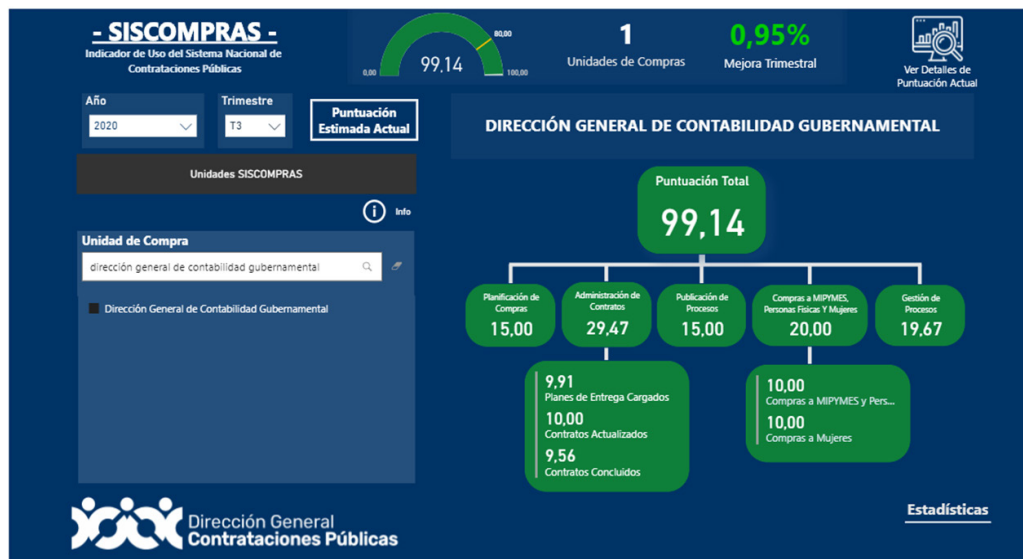 - SISCOMPRAS -
Indicador de Uso del Sistema Nacional de
Contrataciones Públicas
0,00
99,14
80,00
100,00
1
Unidades de Compras
0,95%
Mejora Trimestral
Ver Detalles de
Puntuación Actual
Año
2020
Trimestre
T3
Puntuación
Estimada Actual
Unidades SISCOMPRAS
i Info
Unidad de Compra
dirección general de contabilidad gubernamental
Dirección General de Contabilidad Gubernamental
DIRECCIÓN GENERAL DE CONTABILIDAD GUBERNAMENTAL
Puntuación Total
99,14
Planificación de
Compras
15,00
Administración de
Contratos
29,47
Publicación de
Procesos
15,00
Compras a MIPYMES,
Personas Fisicas Y Mujeres
20,00
Gestión de
Procesos
19,67
9,91
Planes de Entrega Cargados
10,00
Contratos Actualizados
9,56
Contratos Concluidos
10,00
Compras a MIPYMES y Pers...
10,00
Compras a Mujeres
Dirección General
Contrataciones Públicas
Estadísticas